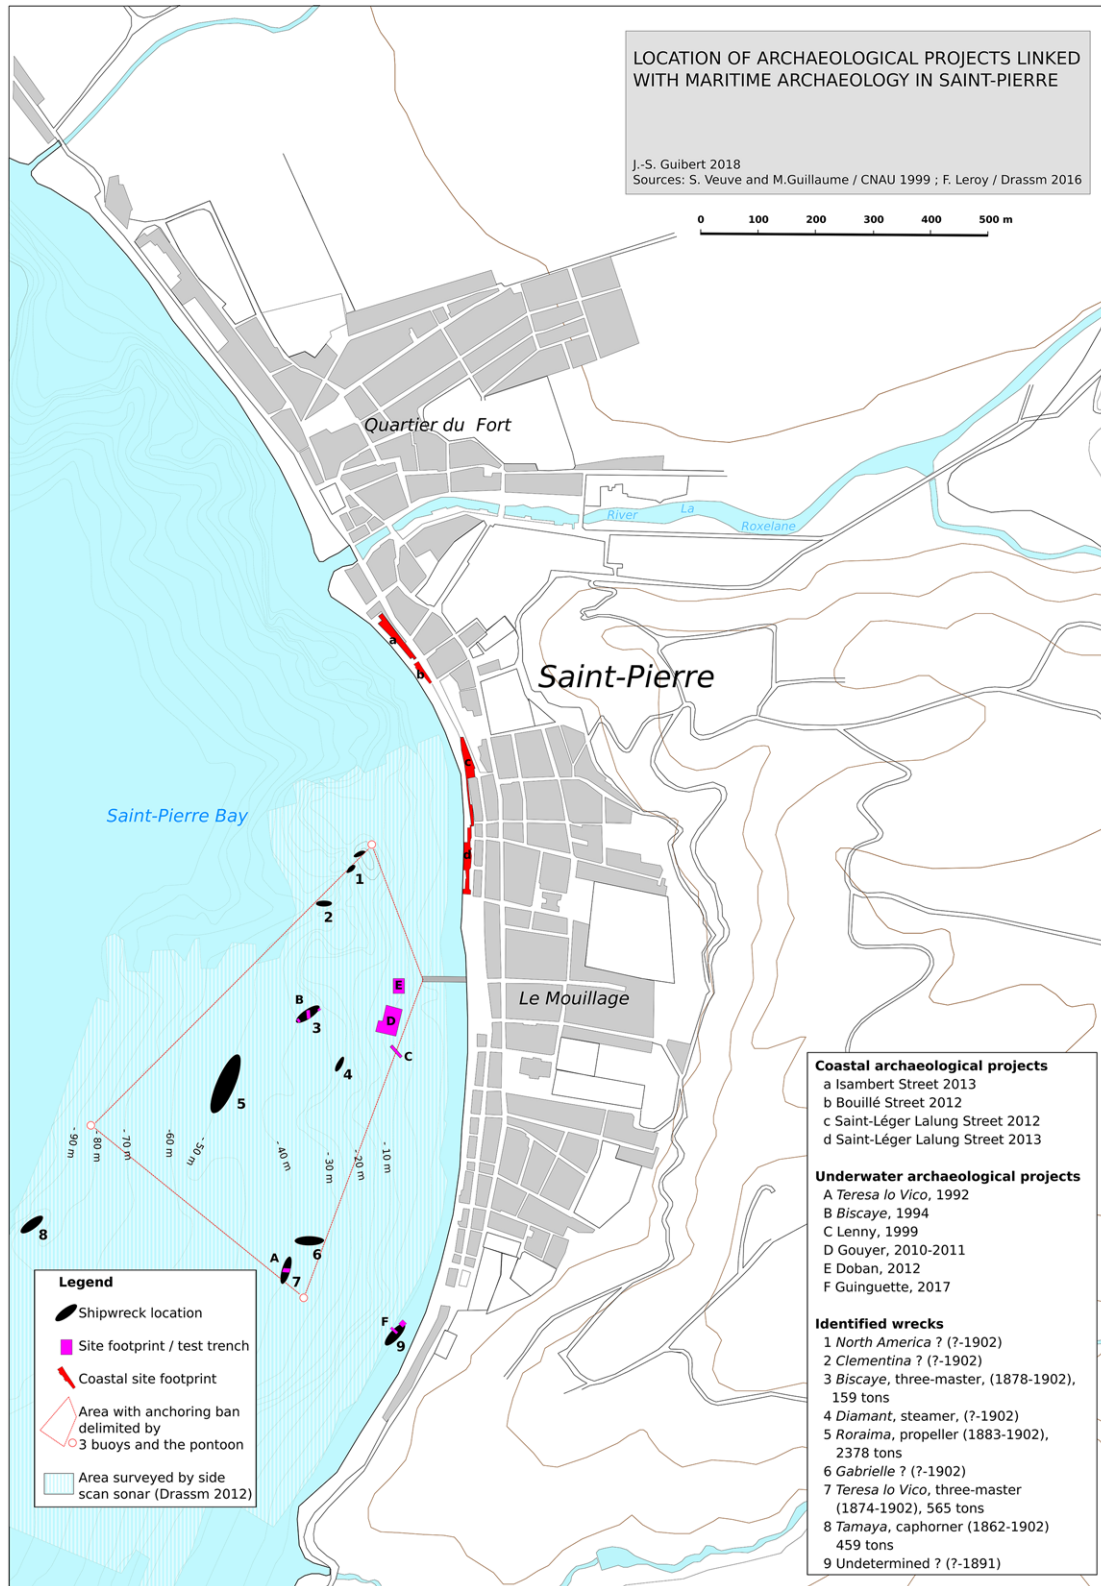 LOCATION OF ARCHAEOLOGICAL PROJECTS LINKED
WITH MARITIME ARCHAEOLOGY IN SAINT-PIERRE
J.-S. Guibert 2018
Sources: S. Veuve and M.Guillaume / CNAU 1999 ; F. Leroy / Drassm 2016
0 100 200 300 400 500 m
Quartier du Fort
River La Roxelane
a
b
Saint-Pierre
c
Saint-Pierre Bay
d
1
2
E
Le Mouillage
B
3
D
C
4
5
- 90 m
- 80 m
- 70 m
-60 m
- 50 m
- 40 m
- 30 m
- 20 m
- 10 m
8
6
A
7
F
9
Legend
Shipwreck location
Site footprint / test trench
Coastal site footprint
Area with anchoring ban
delimited by
3 buoys and the pontoon
Area surveyed by side
scan sonar (Drassm 2012)
Coastal archaeological projects
a Isambert Street 2013
b Bouillé Street 2012
c Saint-Léger Lalung Street 2012
d Saint-Léger Lalung Street 2013
Underwater archaeological projects
A Teresa lo Vico, 1992
B Biscaye, 1994
C Lenny, 1999
D Gouyer, 2010-2011
E Doban, 2012
F Guinguette, 2017
Identified wrecks
1 North America ? (?-1902)
2 Clementina ? (?-1902)
3 Biscaye, three-master, (1878-1902),
159 tons
4 Diamant, steamer, (?-1902)
5 Roraima, propeller (1883-1902),
2378 tons
6 Gabrielle ? (?-1902)
7 Teresa lo Vico, three-master
(1874-1902), 565 tons
8 Tamaya, caphorner (1862-1902)
459 tons
9 Undetermined ? (?-1891)